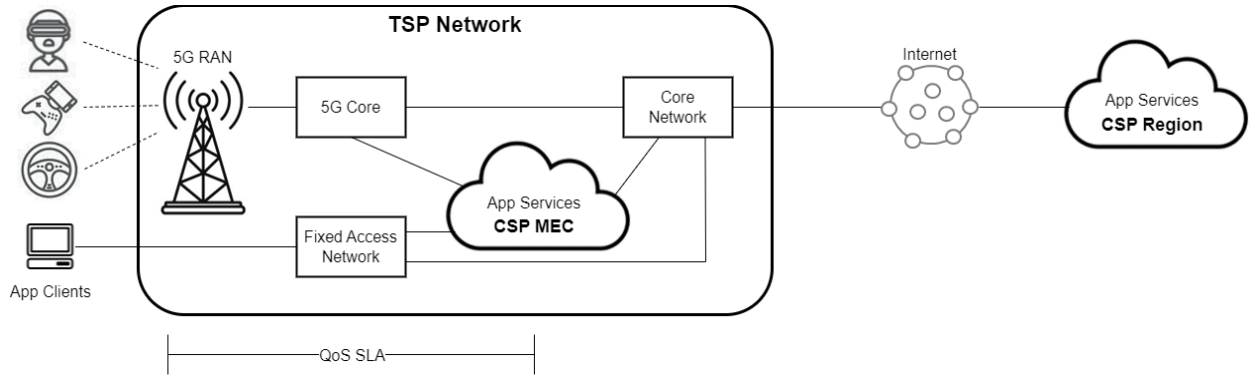 TSP Network
5G RAN
5G Core
Core
Network
Internet
App Services
CSP Region
App Services
CSP MEC
Fixed Access
Network
App Clients
QoS SLA